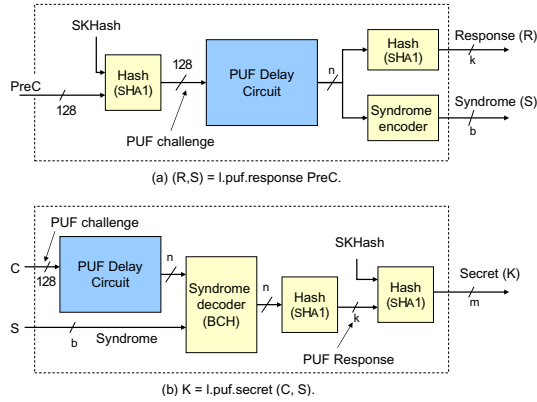 SKHash
PreC
128
Hash
(SHA1)
128
PUF challenge
PUF Delay
Circuit
n
Hash
(SHA1)
Response (R)
k
Syndrome
encoder
Syndrome (S)
b
(a) (R,S) = l.puf.response PreC.
PUF challenge
C
128
PUF Delay
Circuit
n
S
b
Syndrome
Syndrome
decoder
(BCH)
n
Hash
(SHA1)
k
PUF Response
SKHash
Hash
(SHA1)
Secret (K)
m
(b) K = l.puf.secret (C, S).